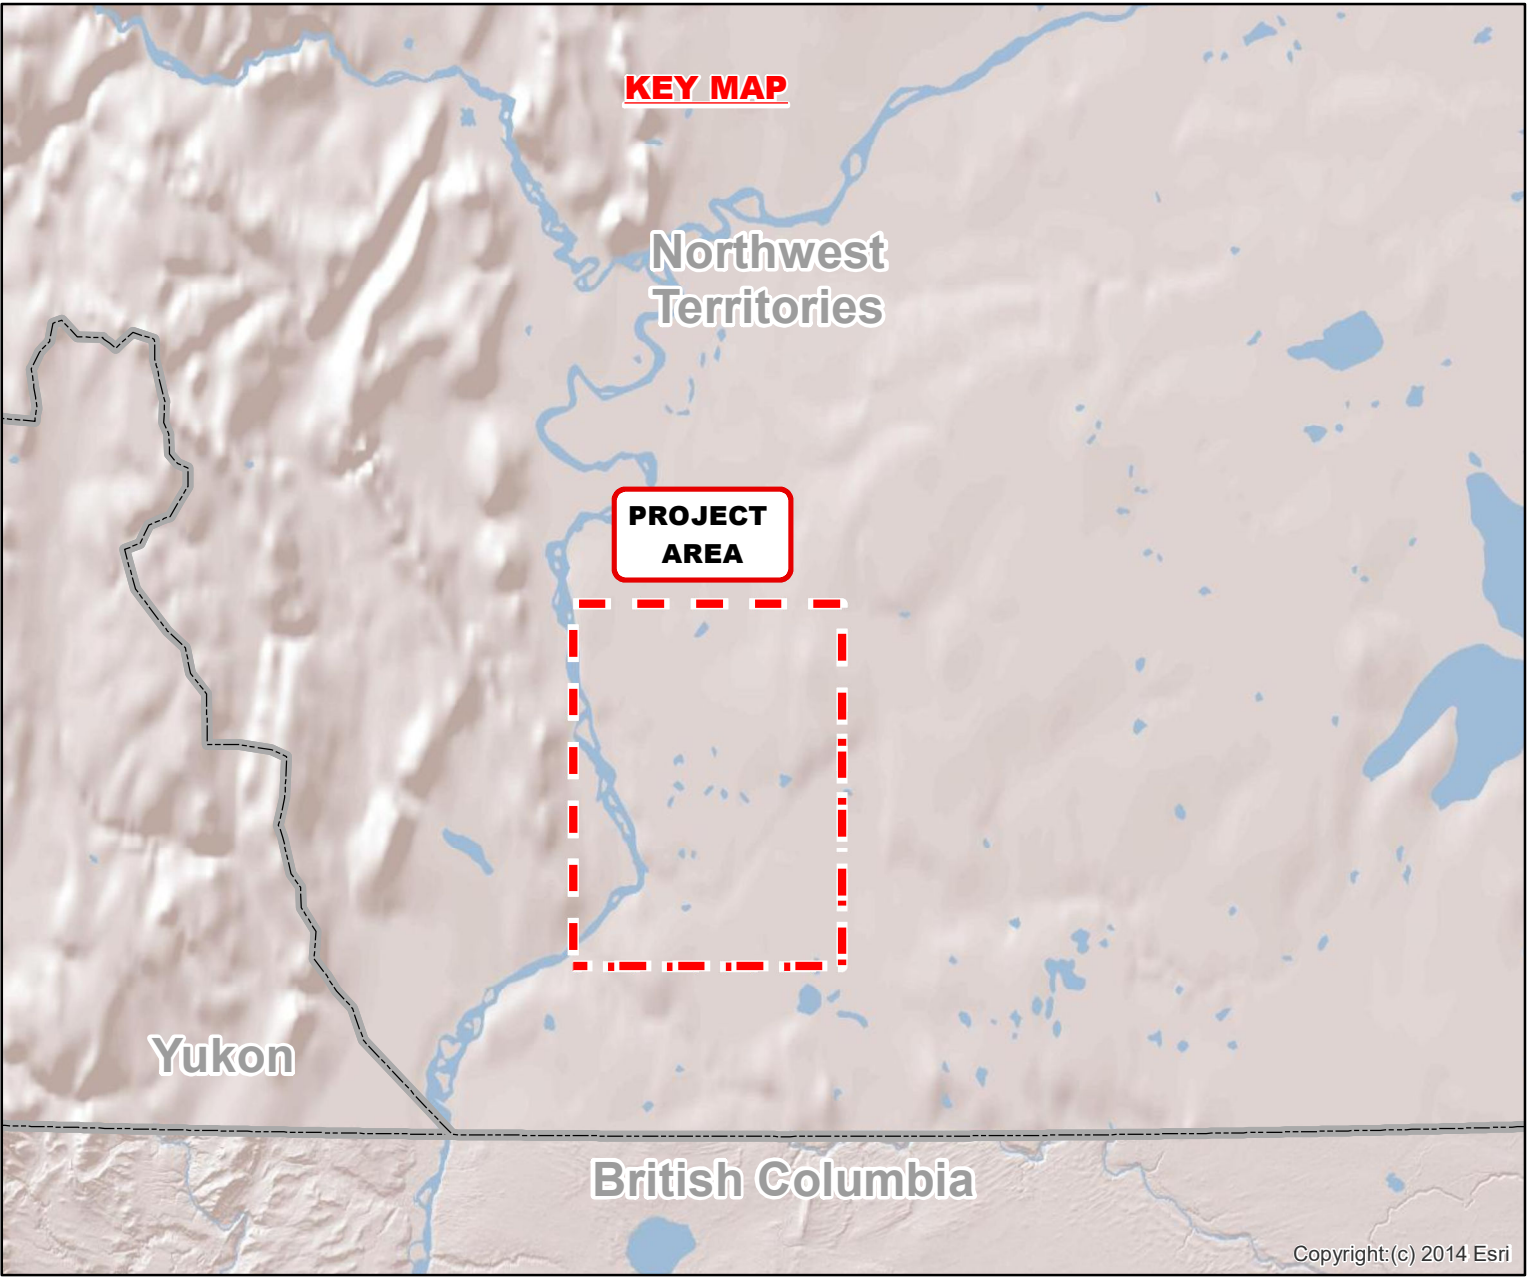 KEY MAP
Northwest
Territories
PROJECT
AREA
Yukon
British Columbia
Copyright:(c) 2014 Esri